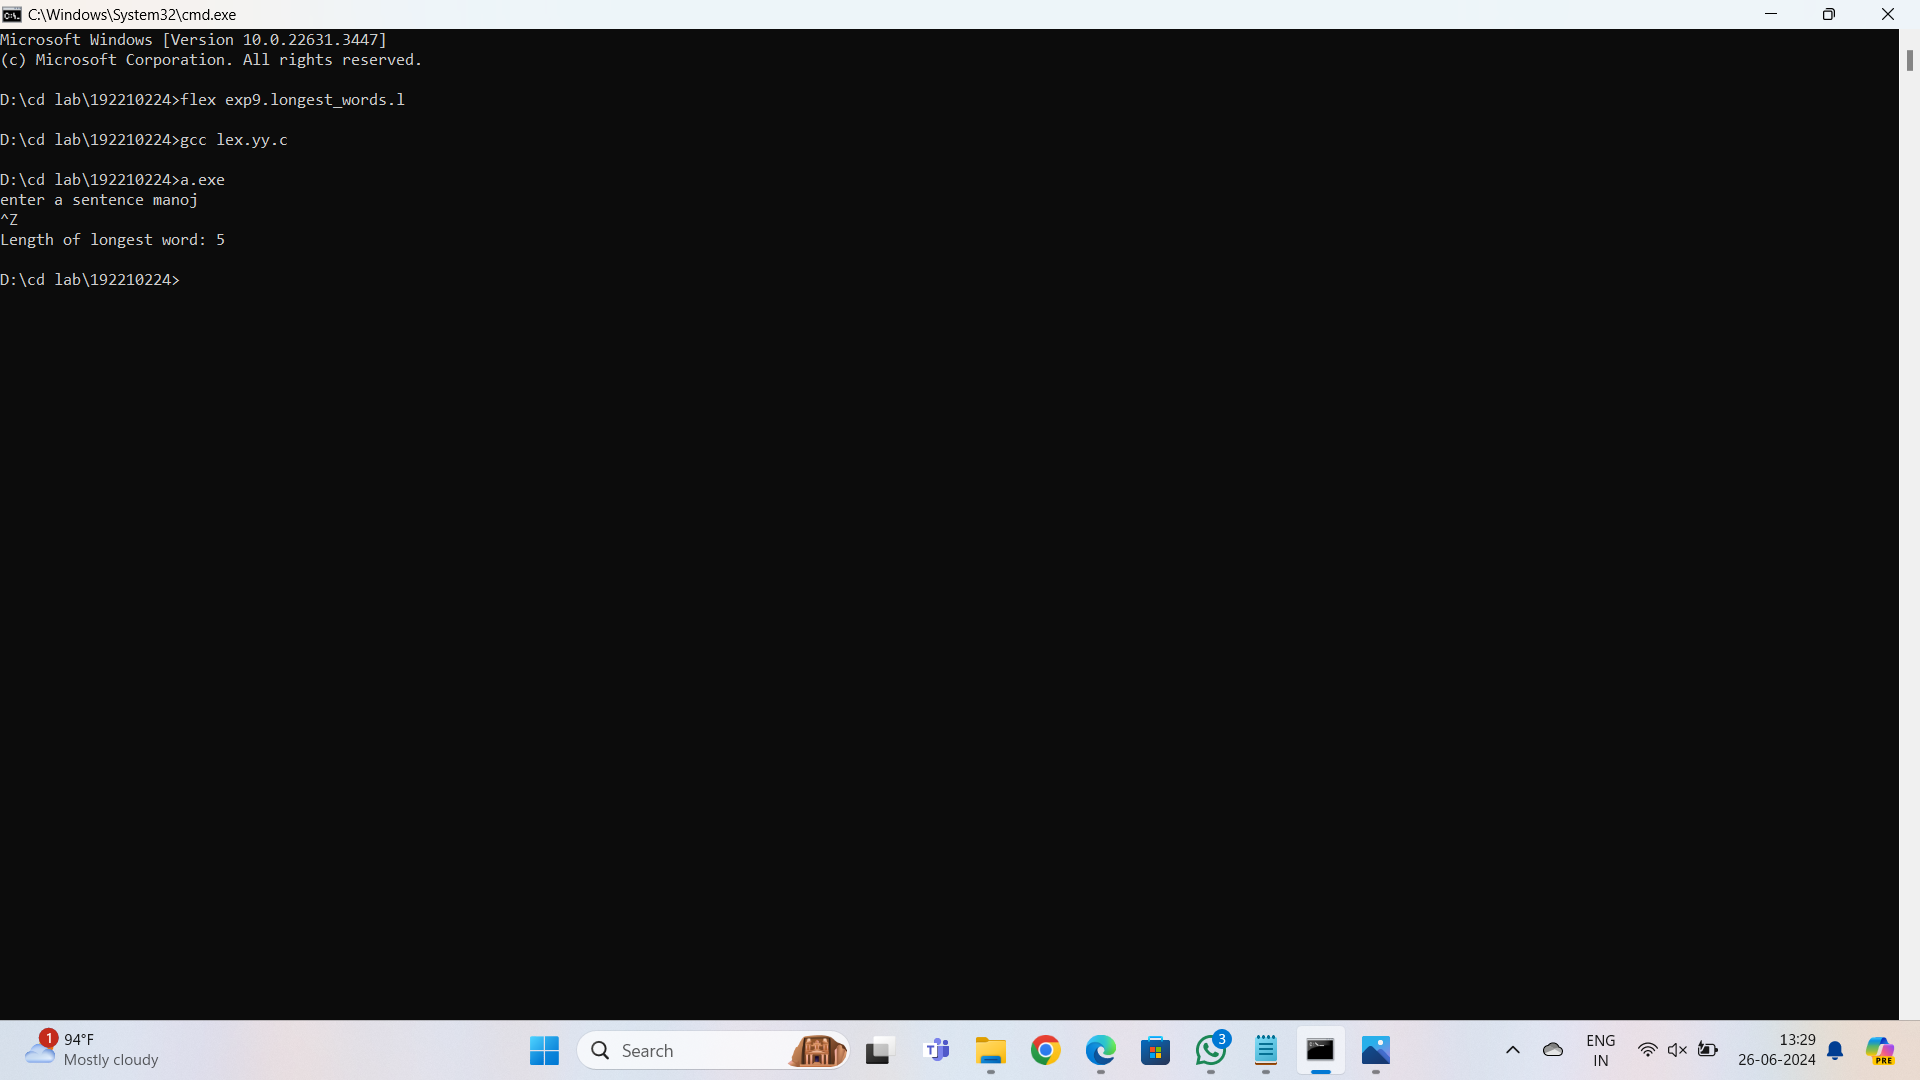 C:\Windows\System32\cmd.exe
Microsoft Windows [Version 10.0.22631.3447]
(c) Microsoft Corporation. All rights reserved.
D:\cd lab\192210224>flex exp9.longest_words.l
D:\cd lab\192210224>gcc lex.yy.c
D:\cd lab\192210224>a.exe
enter a sentence manoj
^Z
Length of longest word: 5
D:\cd lab\192210224>
1
94°F
Mostly cloudy
Search
3
ENG
IN
13:29
26-06-2024
PRE